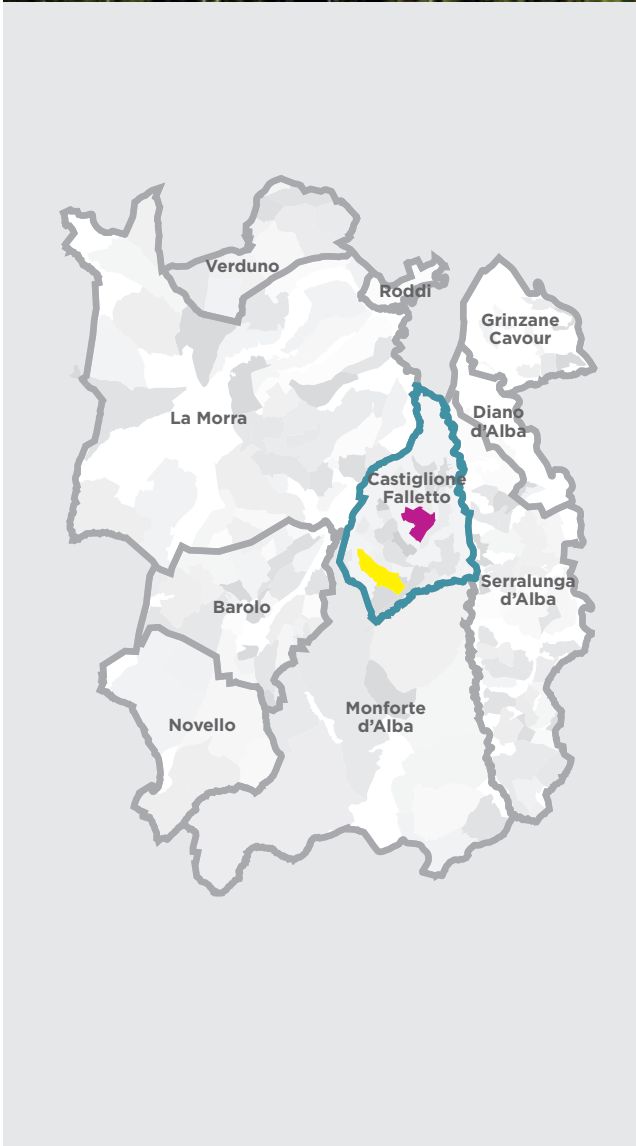 Verduno
Roddi
Grinzane
Cavour
La Morra
Diano
d'Alba
Castiglione
Falletto
Serralunga
d'Alba
Barolo
Monforte
d'Alba
Novello